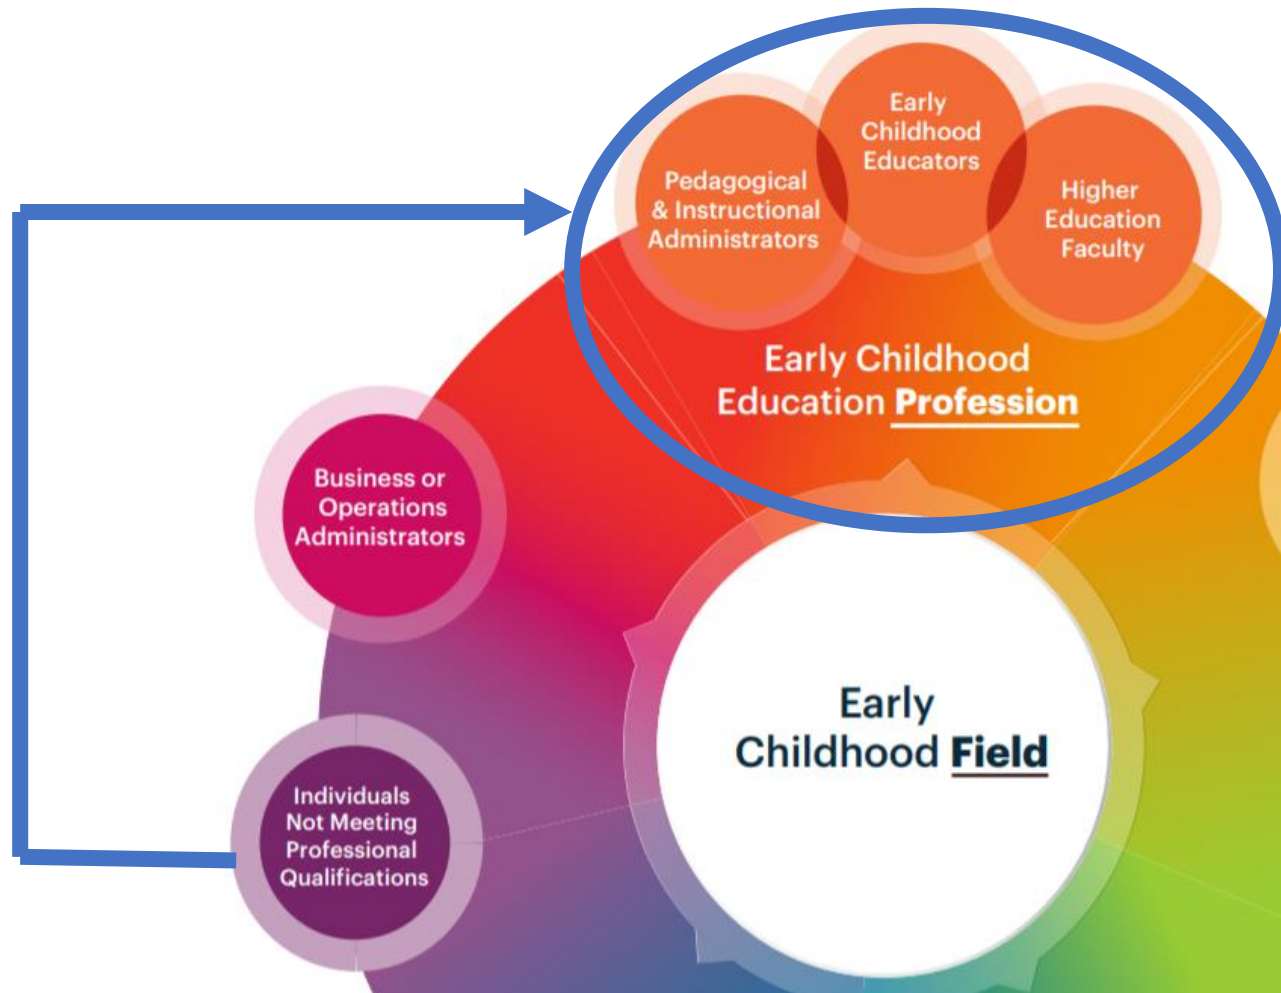 Early
Childhood
Educators
Pedagogical
& Instructional
Administrators
Higher
Education
Faculty
Early Childhood
Education Profession
Business or
Operations
Administrators
Early
Childhood Field
Individuals
Not Meeting
Professional
Qualifications